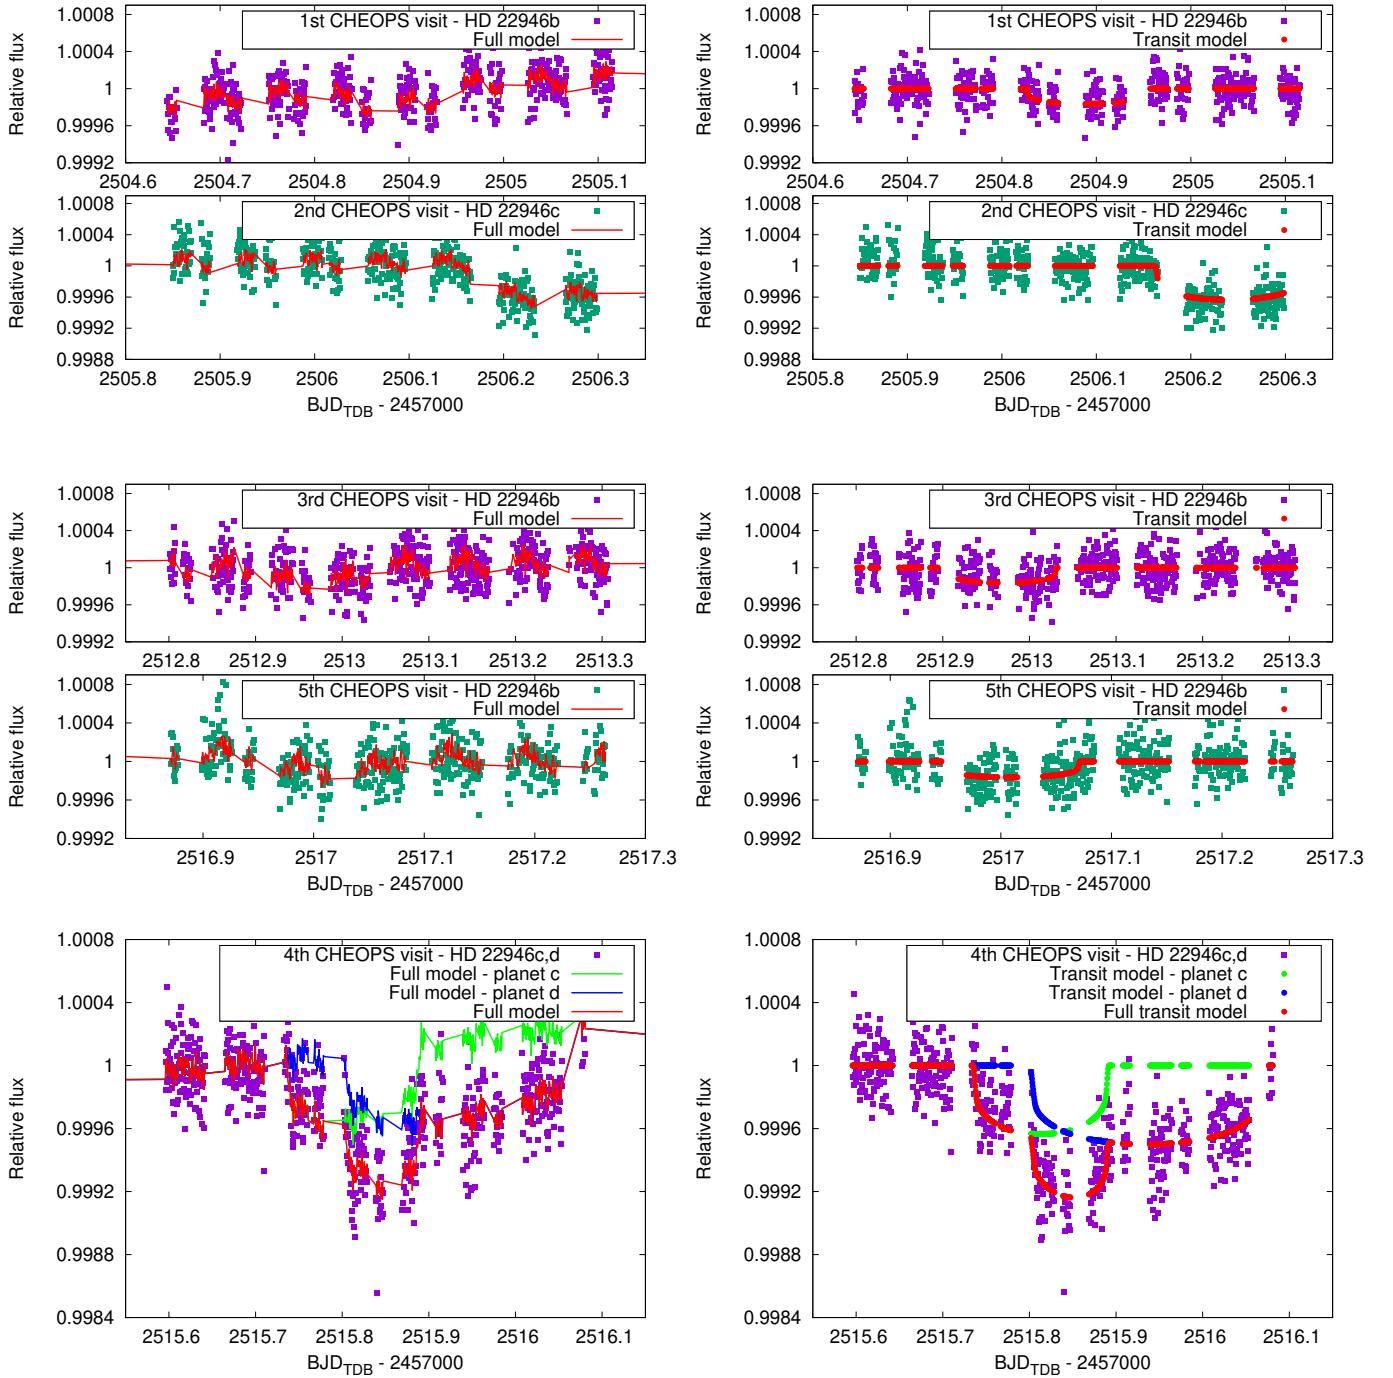 1.0008
1.0004
1
0.9996
0.9992
Relative flux
1st CHEOPS visit - HD 22946b
Full model
2504.6 2504.7 2504.8 2504.9 2505 2505.1
1.0008
1.0004
1
0.9996
0.9992
Relative flux
1st CHEOPS visit - HD 22946b
Transit model
2504.6 2504.7 2504.8 2504.9 2505 2505.1
1.0008
1.0004
1
0.9996
0.9992
0.9988
Relative flux
2nd CHEOPS visit - HD 22946c
Full model
2505.8 2505.9 2506 2506.1 2506.2 2506.3
BJDTDB - 2457000
1.0008
1.0004
1
0.9996
0.9992
0.9988
Relative flux
2nd CHEOPS visit - HD 22946c
Transit model
2505.8 2505.9 2506 2506.1 2506.2 2506.3
BJDTDB - 2457000
1.0008
1.0004
1
0.9996
0.9992
Relative flux
3rd CHEOPS visit - HD 22946b
Full model
2512.8 2512.9 2513 2513.1 2513.2 2513.3
1.0008
1.0004
1
0.9996
0.9992
Relative flux
3rd CHEOPS visit - HD 22946b
Transit model
2512.8 2512.9 2513 2513.1 2513.2 2513.3
1.0008
1.0004
1
0.9996
0.9992
Relative flux
5th CHEOPS visit - HD 22946b
Full model
2516.9 2517 2517.1 2517.2 2517.3
BJDTDB - 2457000
1.0008
1.0004
1
0.9996
0.9992
Relative flux
5th CHEOPS visit - HD 22946b
Transit model
2516.9 2517 2517.1 2517.2 2517.3
BJDTDB - 2457000
1.0008
1.0004
1
0.9996
0.9992
0.9988
0.9984
Relative flux
4th CHEOPS visit - HD 22946c,d
Full model - planet c
Full model - planet d
Full model
2515.6 2515.7 2515.8 2515.9 2516 2516.1
BJDTDB - 2457000
1.0008
1.0004
1
0.9996
0.9992
0.9988
0.9984
Relative flux
4th CHEOPS visit - HD 22946c,d
Transit model - planet c
Transit model - planet d
Full transit model
2515.6 2515.7 2515.8 2515.9 2516 2516.1
BJDTDB - 2457000